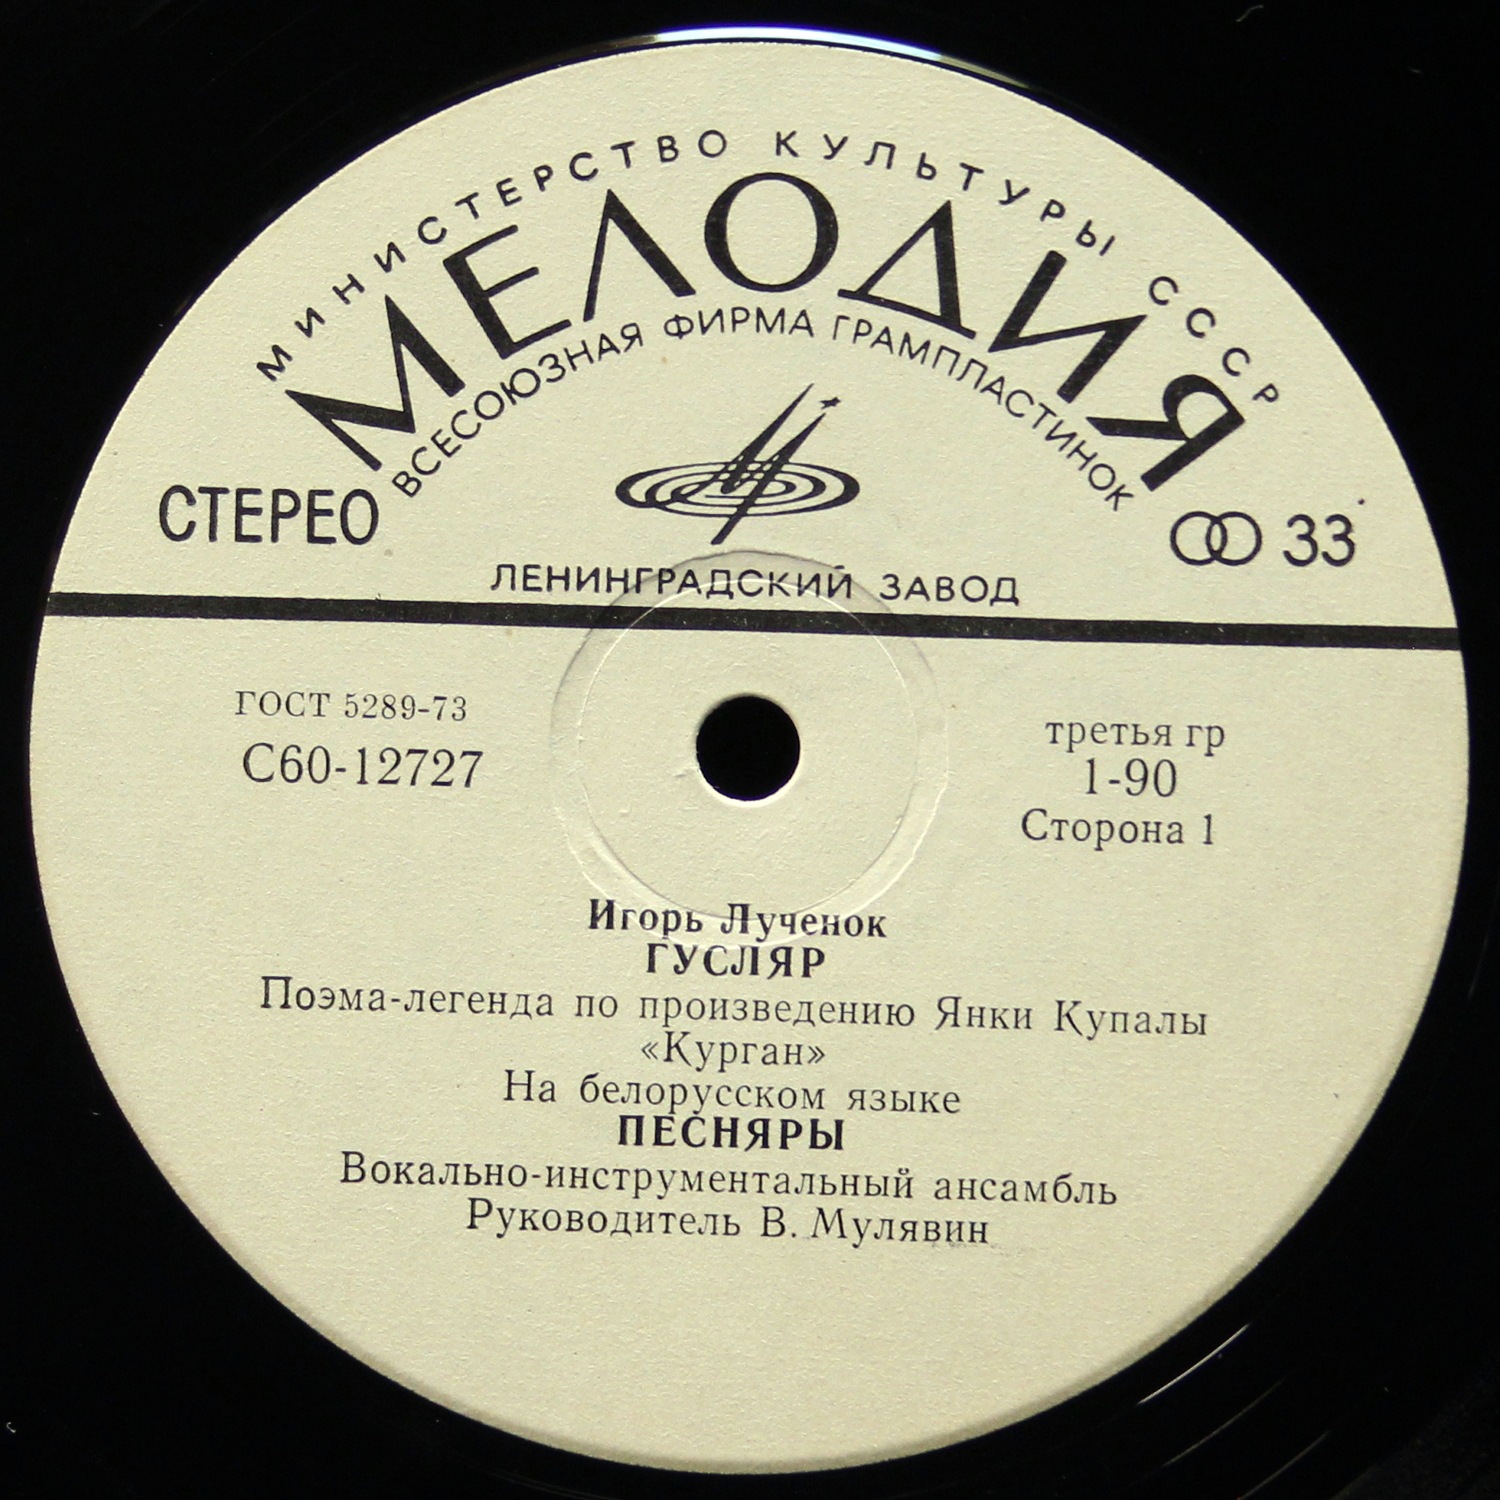 МИНИСТЕРСТВО КУЛЬТУРЫ СССР
МЕЛОДИЯ
ВСЕСОЮЗНАЯ ФИРМА ГРАМПЛАСТИНОК
СТЕРЕО
33
ЛЕНИНГРАДСКИЙ ЗАВОД
ГОСТ 5289-73
С60-12727
третья гр
1-90
Сторона 1
Игорь Лученок
ГУСЛЯР
Поэма-легенда по произведению Янки Купалы
«Курган»
На белорусском языке
ПЕСНЯРЫ
Вокально-инструментальный ансамбль
Руководитель В. Мулявин